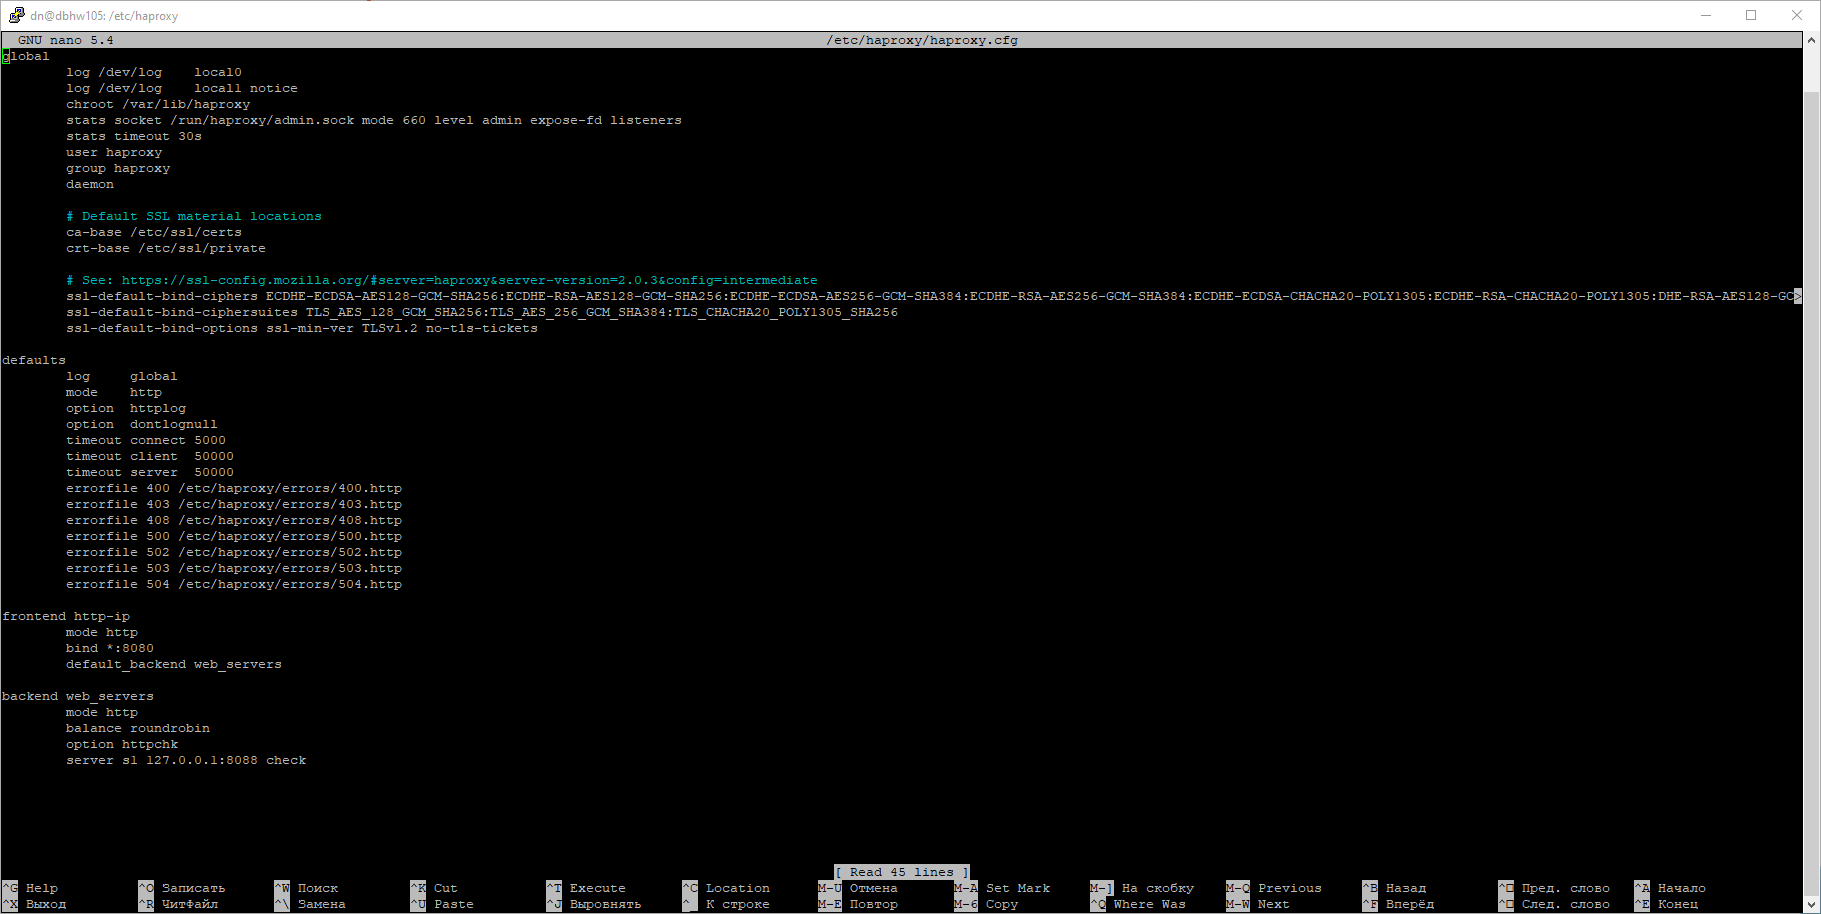 dn@dbhw105: /etc/haproxy
GNU nano 5.4 /etc/haproxy/haproxy.cfg
global
log /dev/log local0
log /dev/log local1 notice
chroot /var/lib/haproxy
stats socket /run/haproxy/admin.sock mode 660 level admin expose-fd listeners
stats timeout 30s
user haproxy
group haproxy
daemon
# Default SSL material locations
ca-base /etc/ssl/certs
crt-base /etc/ssl/private
# See: https://ssl-config.mozilla.org/#server=haproxy&server-version=2.0.3&config=intermediate
ssl-default-bind-ciphers ECDHE-ECDSA-AES128-GCM-SHA256:ECDHE-RSA-AES128-GCM-SHA256:ECDHE-ECDSA-AES256-GCM-SHA384:ECDHE-RSA-AES256-GCM-SHA384:ECDHE-ECDSA-CHACHA20-POLY1305:ECDHE-RSA-CHACHA20-POLY1305:DHE-RSA-AES128-GC>
ssl-default-bind-ciphersuites TLS_AES_128_GCM_SHA256:TLS_AES_256_GCM_SHA384:TLS_CHACHA20_POLY1305_SHA256
ssl-default-bind-options ssl-min-ver TLSv1.2 no-tls-tickets
defaults
log global
mode http
option httplog
option dontlognull
timeout connect 5000
timeout client 50000
timeout server 50000
errorfile 400 /etc/haproxy/errors/400.http
errorfile 403 /etc/haproxy/errors/403.http
errorfile 408 /etc/haproxy/errors/408.http
errorfile 500 /etc/haproxy/errors/500.http
errorfile 502 /etc/haproxy/errors/502.http
errorfile 503 /etc/haproxy/errors/503.http
errorfile 504 /etc/haproxy/errors/504.http
frontend http-ip
mode http
bind *:8080
default_backend web_servers
backend web_servers
mode http
balance roundrobin
option httpchk
server s1 127.0.0.1:8088 check
[ Read 45 lines ]
^G Help ^O Записать ^W Поиск ^K Cut ^T Execute ^C Location M-U Отмена M-A Set Mark M-] На скобку M-Q Previous ^B Назад ^□ Пред. слово ^A Начало
^X Выход ^R ЧитФайл ^\ Замена ^U Paste ^J Выровнять ^_ К строке M-E Повтор M-6 Copy ^Q Where Was M-W Next ^F Вперёд ^□ След. слово ^E Конец